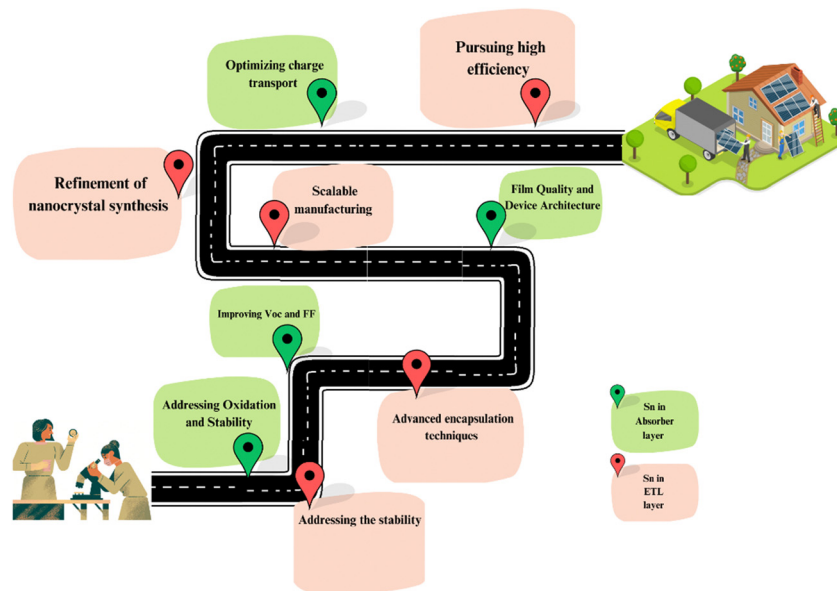 Pursuing high
efficiency
Optimizing charge
transport
Refinement of
nanocrystal synthesis
Scalable
manufacturing
Film Quality and
Device Architecture
Improving Voc and FF
Addressing Oxidation
and Stability
Advanced encapsulation
techniques
Addressing the stability
Sn in
Absorber
layer
Sn in
ETL
layer